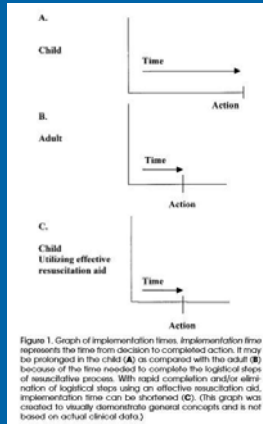 A.
Child
Time
Action
B.
Adult
Time
Action
C.
Child
Utilizing effective
resuscitation aid
Time
Action
Figure 1. Graph of implementation times. Implementation time
represents the time from decision to completed action. It may
be prolonged in the child (A) as compared with the adult (B)
because of the time needed to complete the logistical steps
of resuscitative process. With rapid completion and/or elimi-
nation of logistical steps using an effective resuscitation aid,
implementation time can be shortened (C). (This graph was
created to visually demonstrate general concepts and is not
based on actual clinical data.)